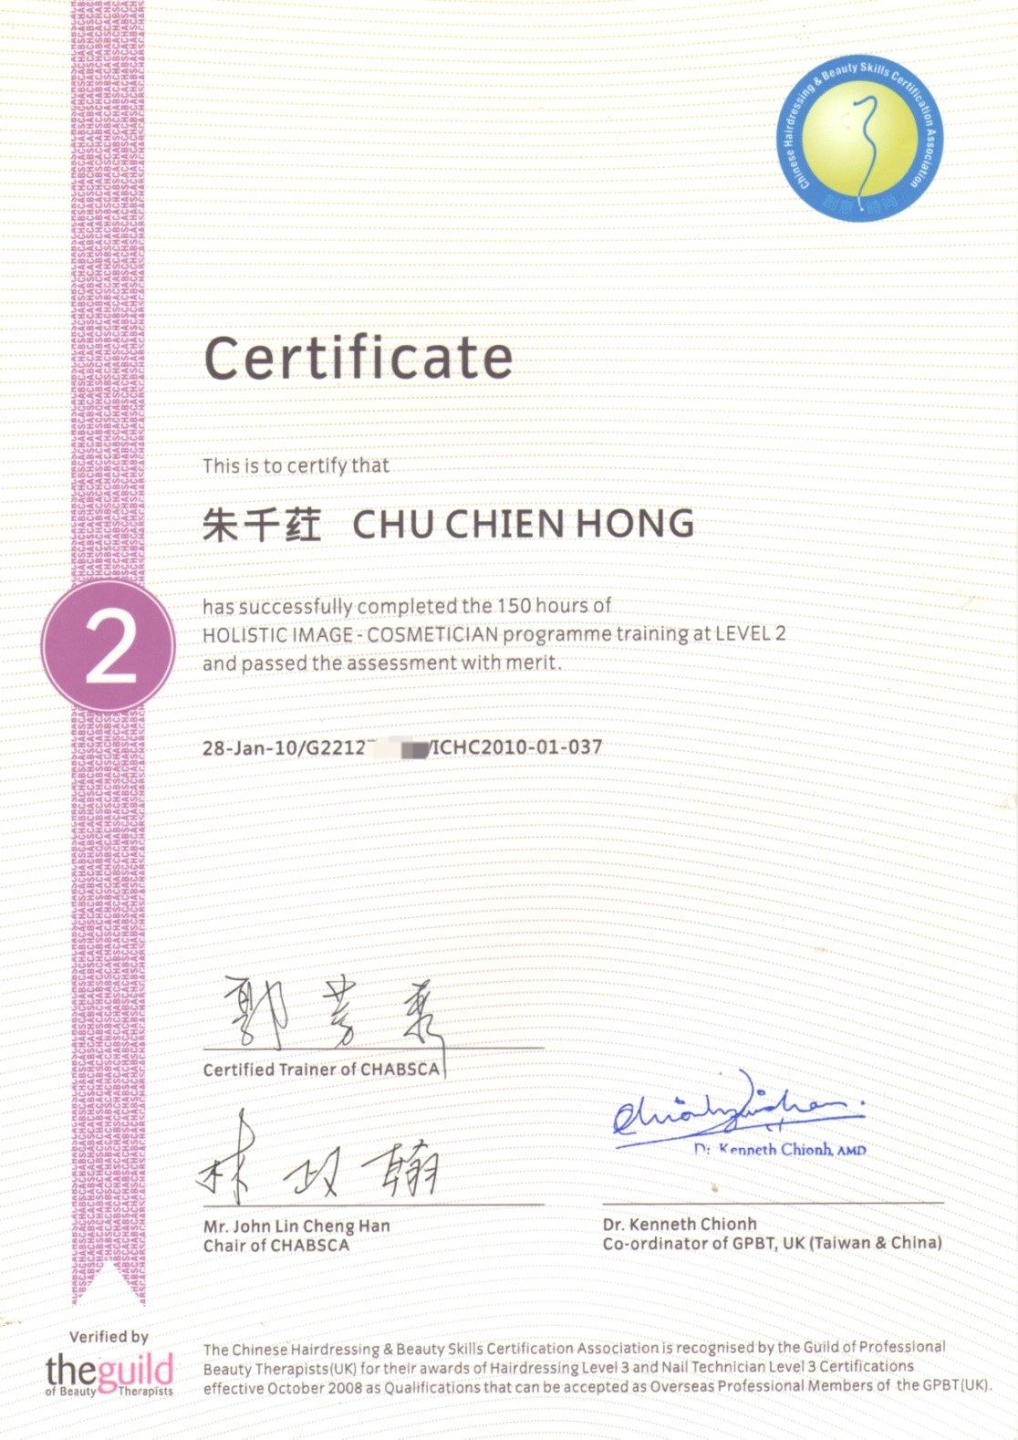 Chinese Hairdressing & Beauty Skills Certification Association
Certificate
This is to certify that
朱千荭 CHU CHIEN HONG
2
has successfully completed the 150 hours of
HOLISTIC IMAGE - COSMETICIAN programme training at LEVEL 2
and passed the assessment with merit.
28-Jan-10/G2212 /ICHC2010-01-037
Certified Trainer of CHABSCA
林政翰
Dr. Kenneth Chionh, AMD
Mr. John Lin Cheng Han
Chair of CHABSCA
Dr. Kenneth Chionh
Co-ordinator of GPBT, UK (Taiwan & China)
Verified by
theguild
of Beauty Therapists
The Chinese Hairdressing & Beauty Skills Certification Association is recognised by the Guild of Professional
Beauty Therapists(UK) for their awards of Hairdressing Level 3 and Nail Technician Level 3 Certifications
effective October 2008 as Qualifications that can be accepted as Overseas Professional Members of the GPBT(UK).